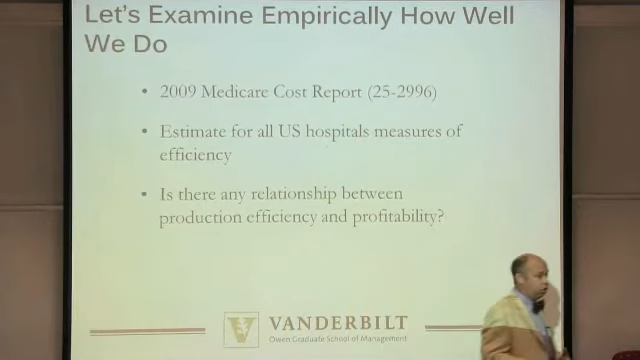 Let's Examine Empirically How Well
We Do
• 2009 Medicare Cost Report (25-2996)
• Estimate for all US hospitals measures of
efficiency
• Is there any relationship between
production efficiency and profitability?
V
VANDERBILT
Owen Graduate School of Management